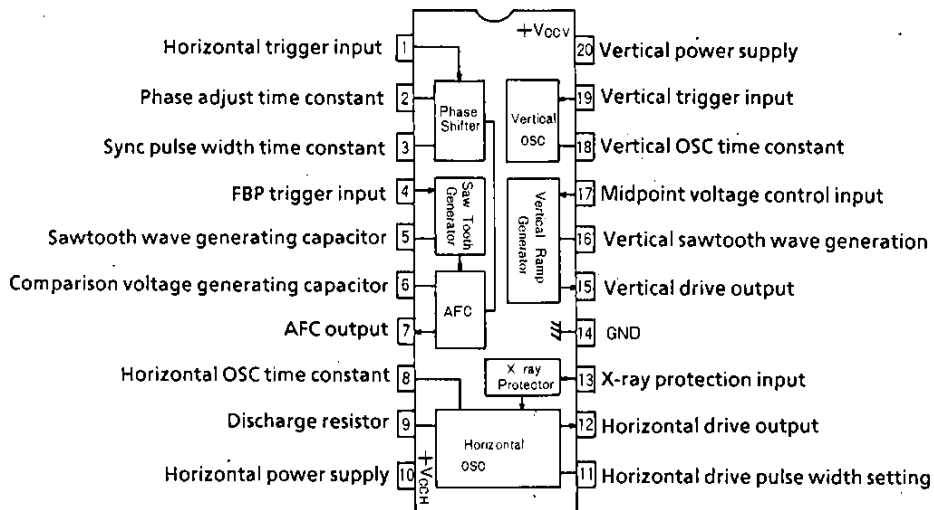 +VCCV
Horizontal trigger input 1
20 Vertical power supply
Phase adjust time constant 2
Phase Shifter
Vertical OSC
19 Vertical trigger input
Sync pulse width time constant 3
18 Vertical OSC time constant
FBP trigger input 4
Saw Tooth Generator
Vertical Ramp Generator
17 Midpoint voltage control input
Sawtooth wave generating capacitor 5
16 Vertical sawtooth wave generation
Comparison voltage generating capacitor 6
AFC
15 Vertical drive output
AFC output 7
14 GND
Horizontal OSC time constant 8
X ray Protector
13 X-ray protection input
Discharge resistor 9
Horizontal OSC
12 Horizontal drive output
Horizontal power supply 10
+VCCH
11 Horizontal drive pulse width setting